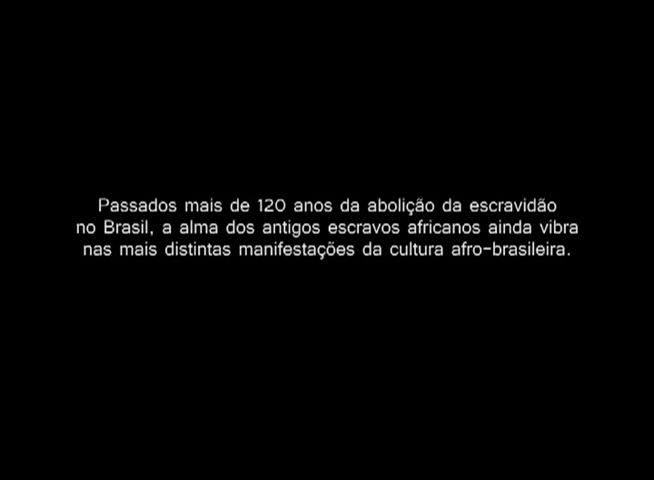 Passados mais de 120 anos da abolição da escravidão
no Brasil, a alma dos antigos escravos africanos ainda vibra
nas mais distintas manifestações da cultura afro-brasileira.